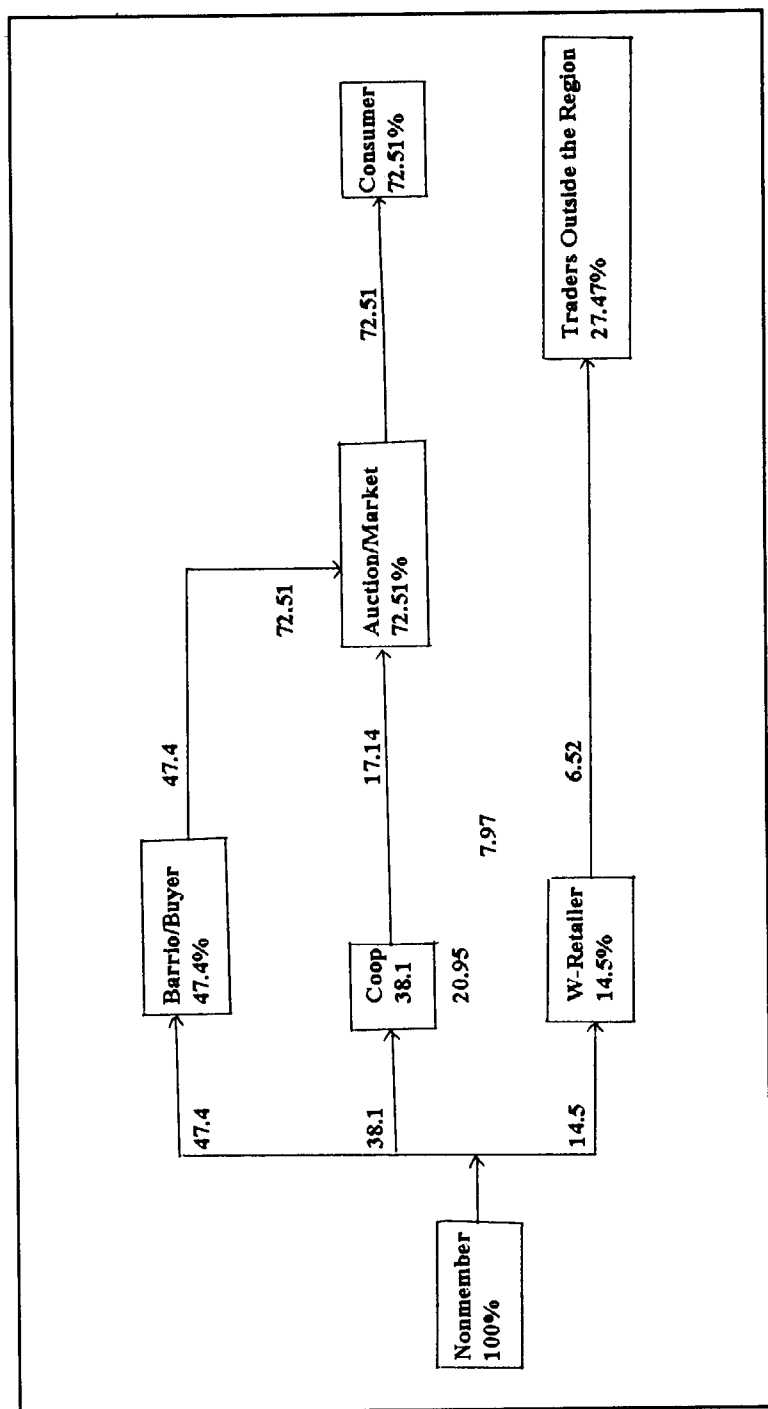 Nonmember
100%
47.4
38.1
14.5
Barrio/Buyer
47.4%
Coop
38.1
20.95
W-Retailer
14.5%
47.4
72.51
17.14
7.97
6.52
Auction/Market
72.51%
72.51
Consumer
72.51%
Traders Outside the Region
27.47%